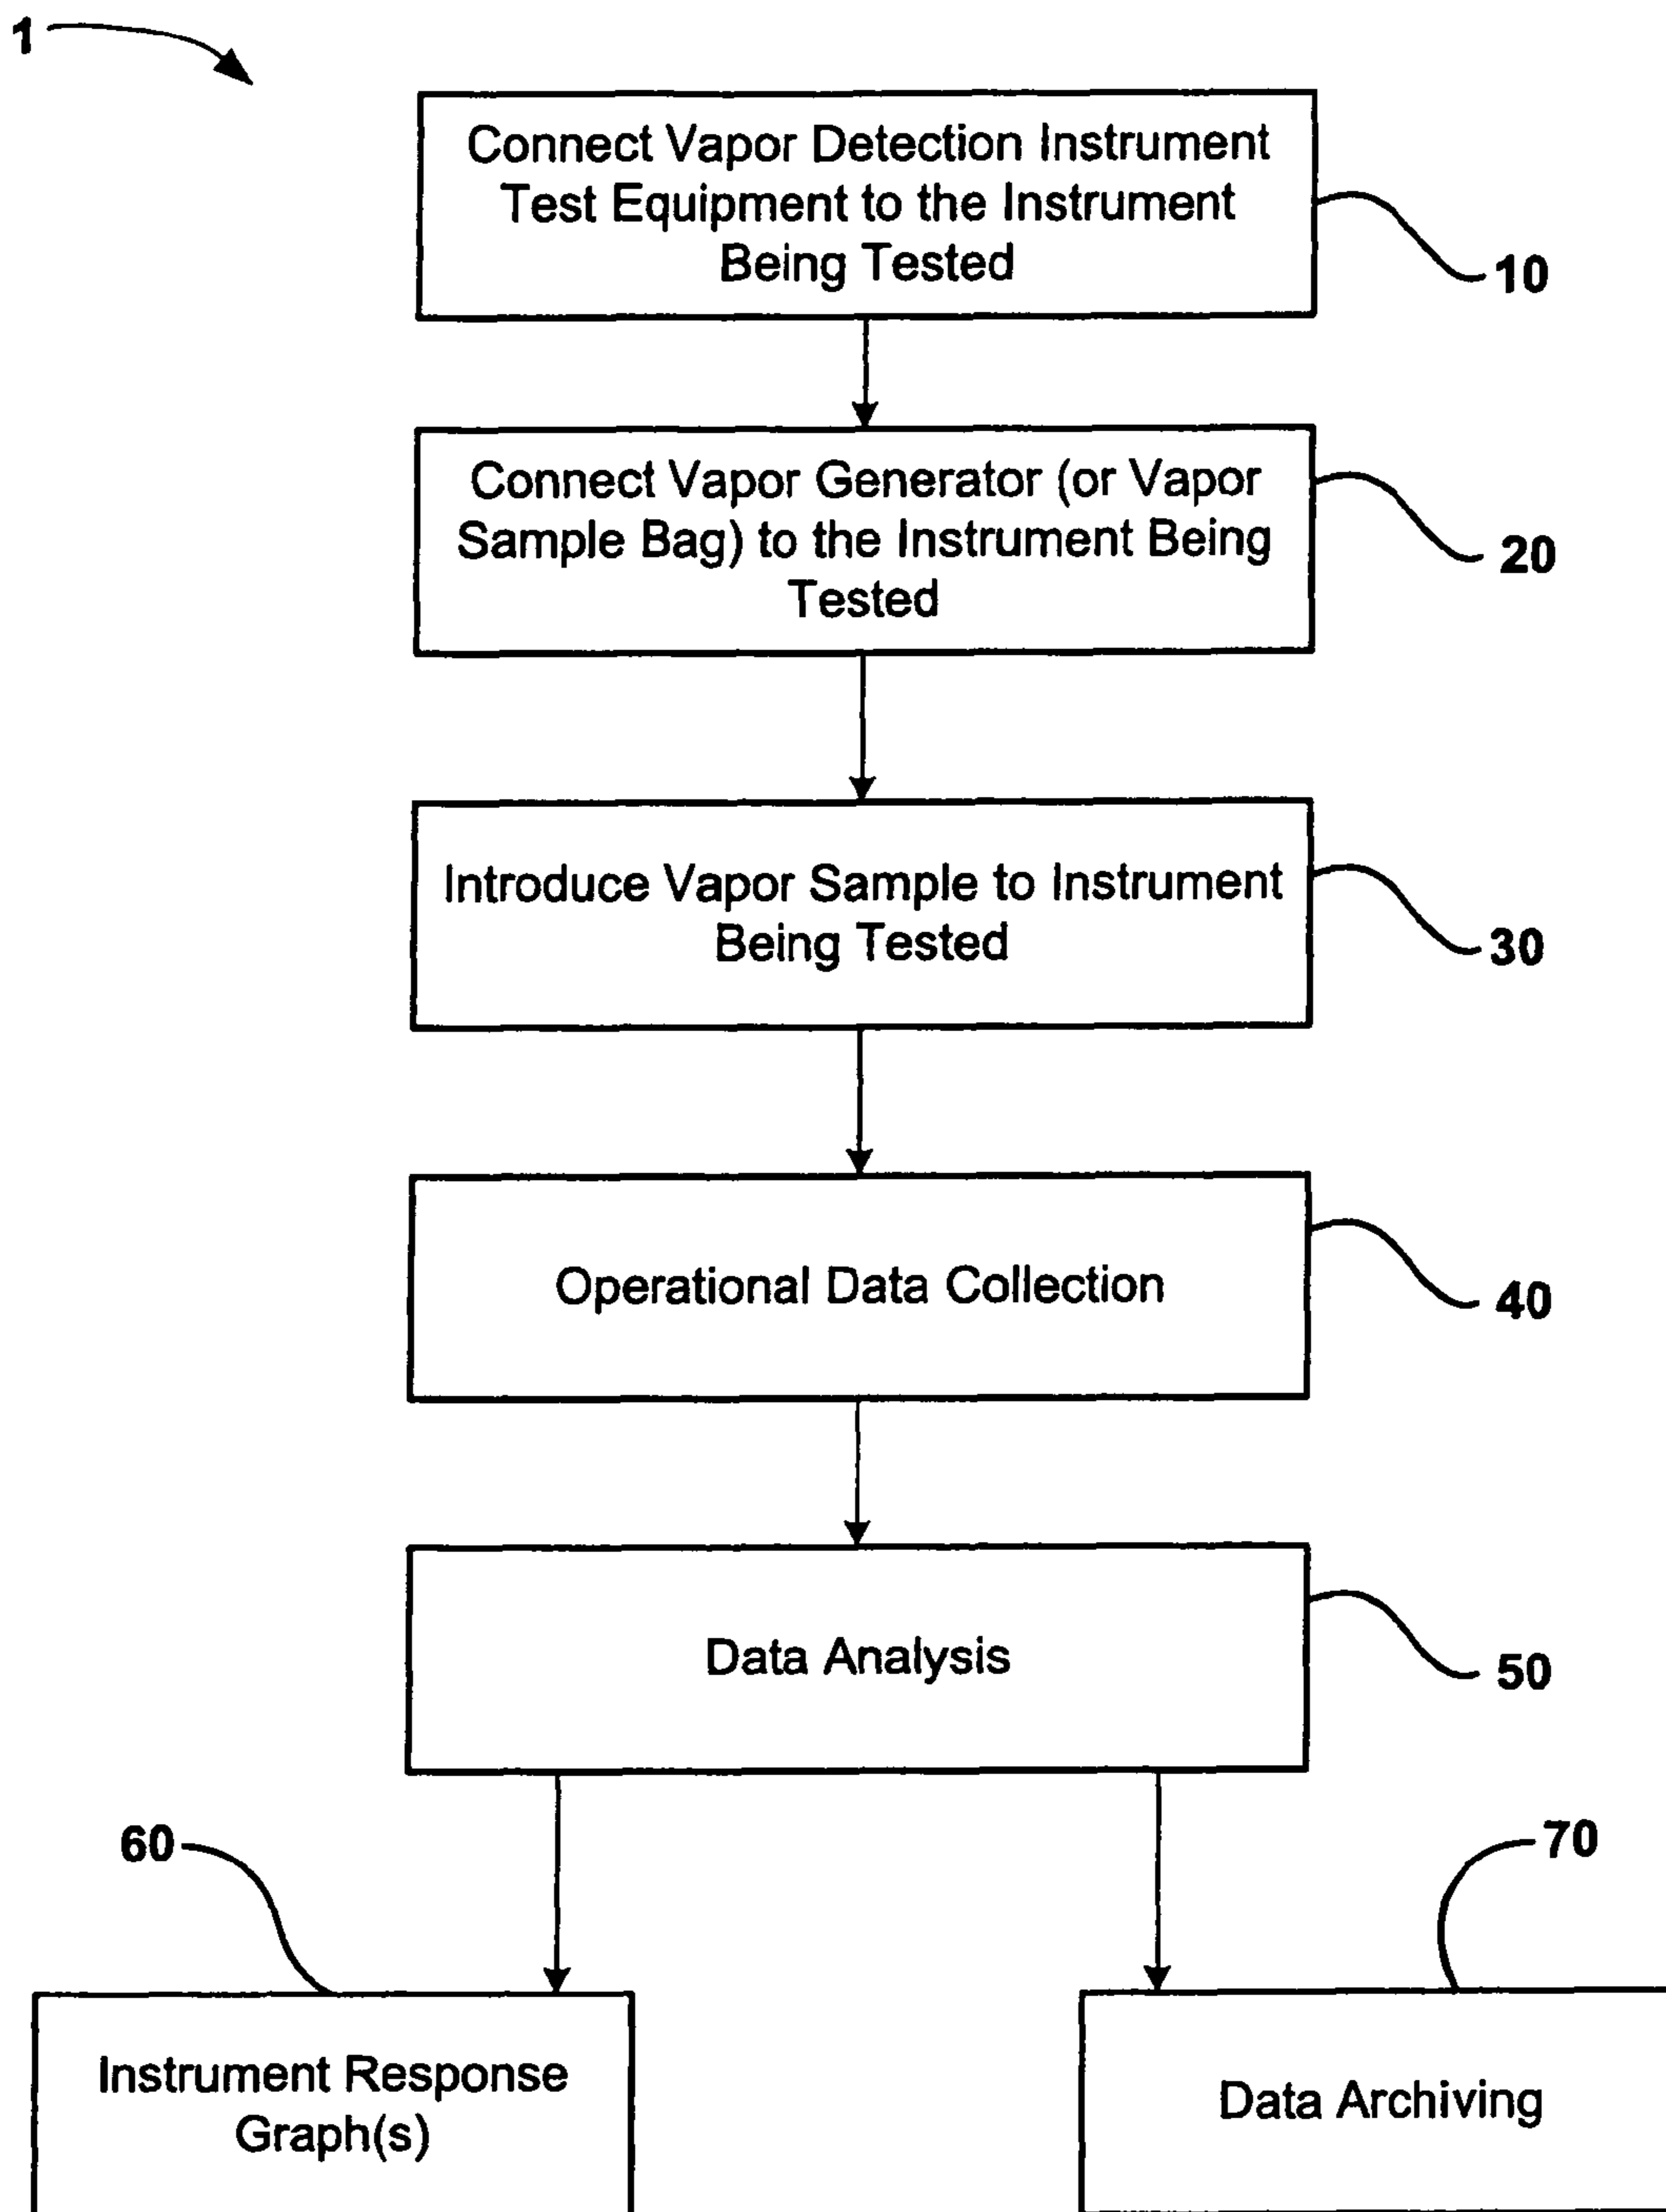 1
Connect Vapor Detection Instrument
Test Equipment to the Instrument
Being Tested
10
Connect Vapor Generator (or Vapor
Sample Bag) to the Instrument Being
Tested
20
Introduce Vapor Sample to Instrument
Being Tested
30
Operational Data Collection
40
Data Analysis
50
60
70
Instrument Response
Graph(s)
Data Archiving